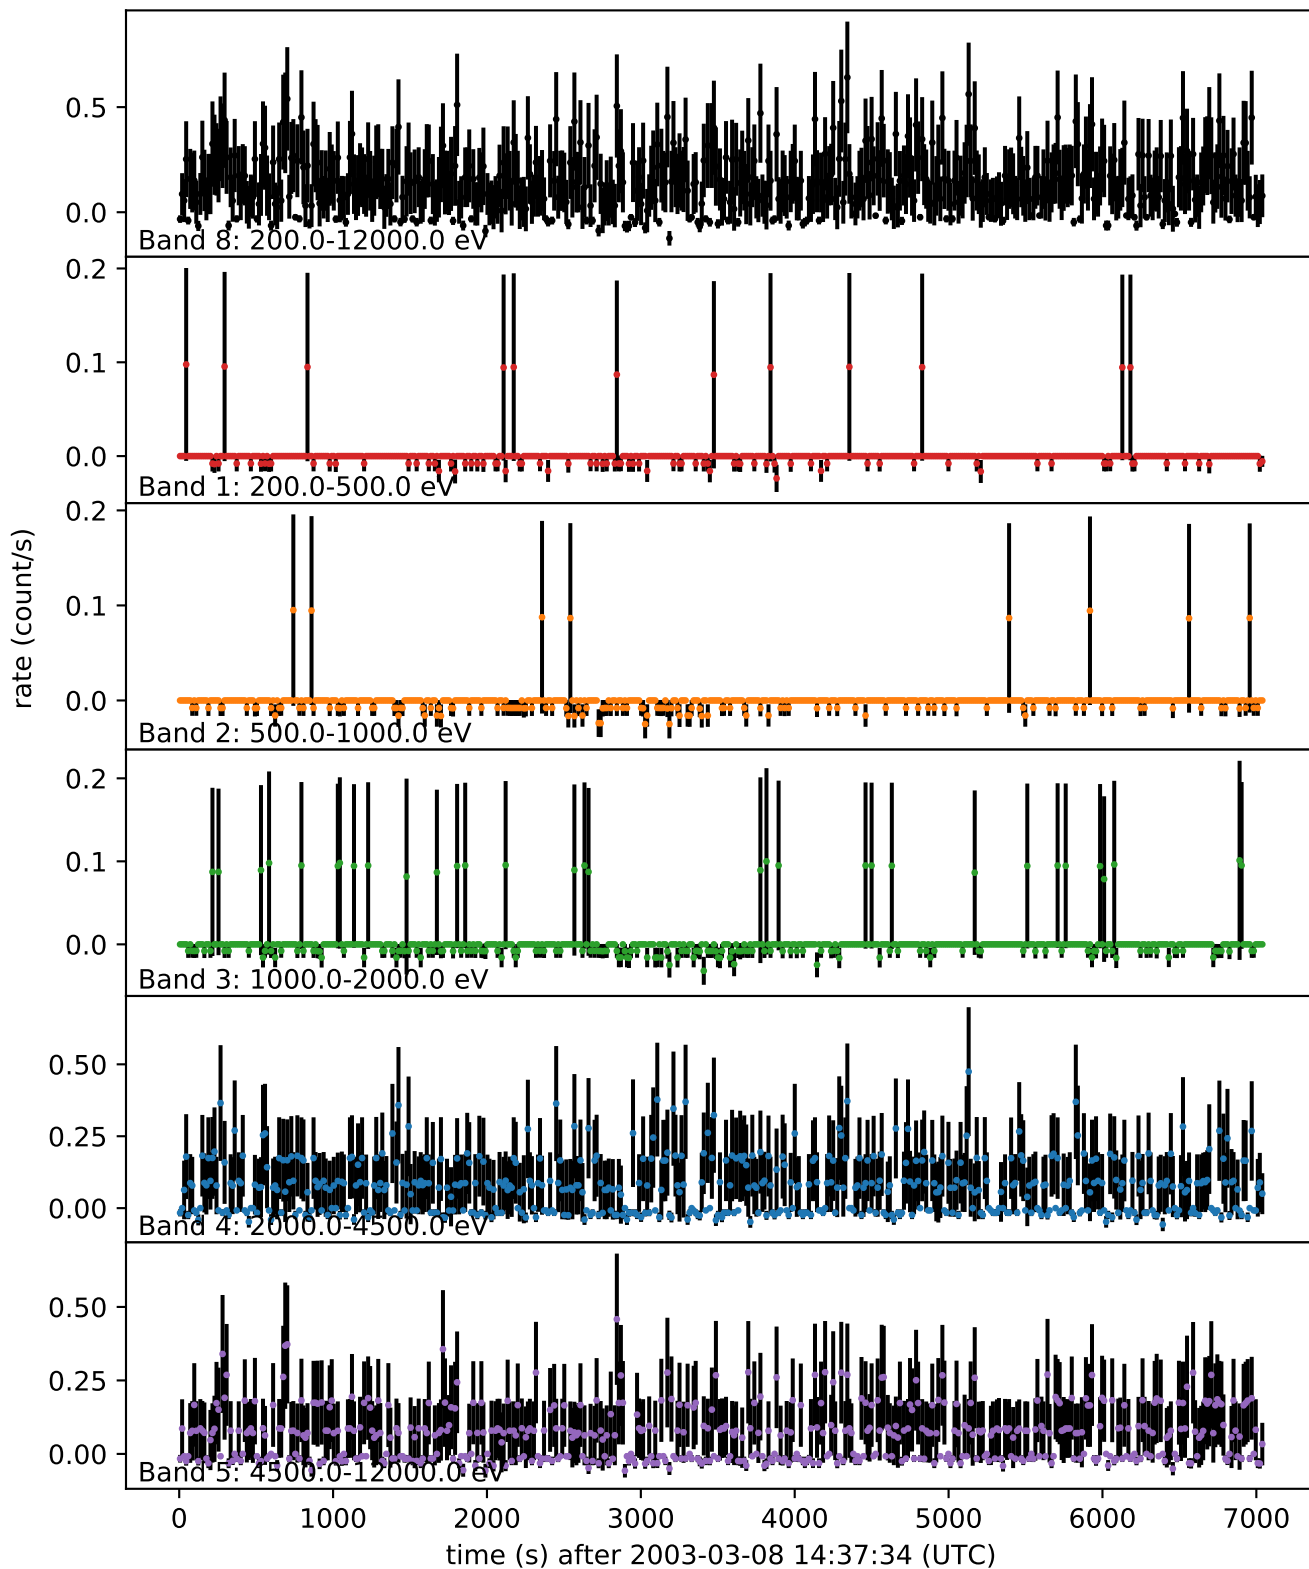 0.5
0.0
Band 8: 200.0-12000.0 eV
0.2
0.1
0.0
Band 1: 200.0-500.0 eV
0.2
0.1
0.0
Band 2: 500.0-1000.0 eV
rate (count/s)
0.2
0.1
0.0
Band 3: 1000.0-2000.0 eV
0.50
0.25
0.00
Band 4: 2000.0-4500.0 eV
0.50
0.25
0.00
Band 5: 4500.0-12000.0 eV
0 1000 2000 3000 4000 5000 6000 7000
time (s) after 2003-03-08 14:37:34 (UTC)